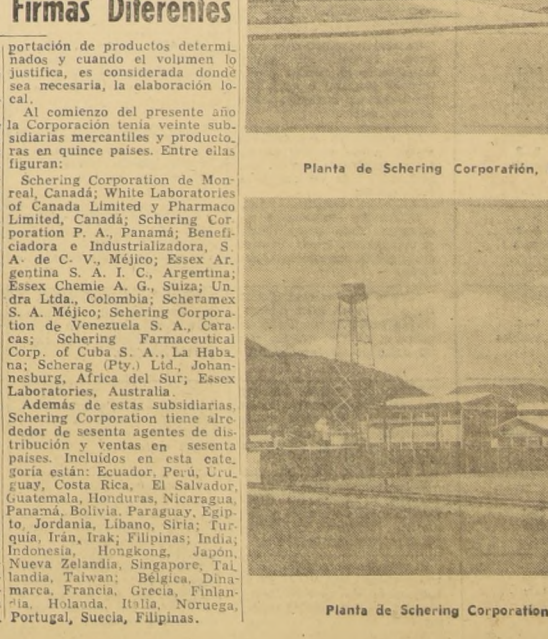 Firmas Diferentes
portación de productos determi_
nados y cuando el volumen lo
justifica, es considerada donde
sea necesaria, la elaboración lo-
cal.
Al comienzo del presente año
la Corporación tenía veinte sub_
sidiarias mercantiles y producto_
ras en quince países. Entre ellas
figuran:
Schering Corporation de Mon-
real, Canadá; White Laboratories
of Canada Limited y Pharmaco
Limited, Canadá; Schering Cor
poration P. A., Panamá; Benefi-
ciadora e Industrializadora, S.
A. de C. V., Méjico; Essex Ar_
gentina S. A. I. C., Argentina;
Essex Chemie A. G., Suiza; Un_
dra Ltda., Colombia; Scheramex
S. A. Méjico; Schering Corpora-
tion de Venezuela S. A., Cara-
cas; Schering Farmaceutical
Corp. of Cuba S. A., La Haba_
na; Scherag (Pty.) Ltd., Johan-
nesburg, Africa del Sur; Essex
Laboratories, Australia.
Además de estas subsidiarias,
Schering Corporation tiene alre-
dedor de sesenta agentes de dis-
tribución y ventas en sesenta
países. Incluídos en esta cate_
goría están: Ecuador, Perú, Uru_
guay, Costa Rica, El Salvador,
Guatemala, Honduras, Nicaragua,
Panamá, Bolivia, Paraguay, Egip-
to, Jordania, Líbano, Siria; Tur-
quía, Irán, Irak; Filipinas; India;
Indonesia, Hongkong, Japón,
Nueva Zelandia, Singapore, Tai_
landia, Taiwan; Bélgica, Dina-
marca, Francia, Grecia, Finlan-
dia, Holanda, Italia, Noruega,
Portugal, Suecia, Filipinas.
Planta de Schering Corporation,
Planta de Schering Corporation